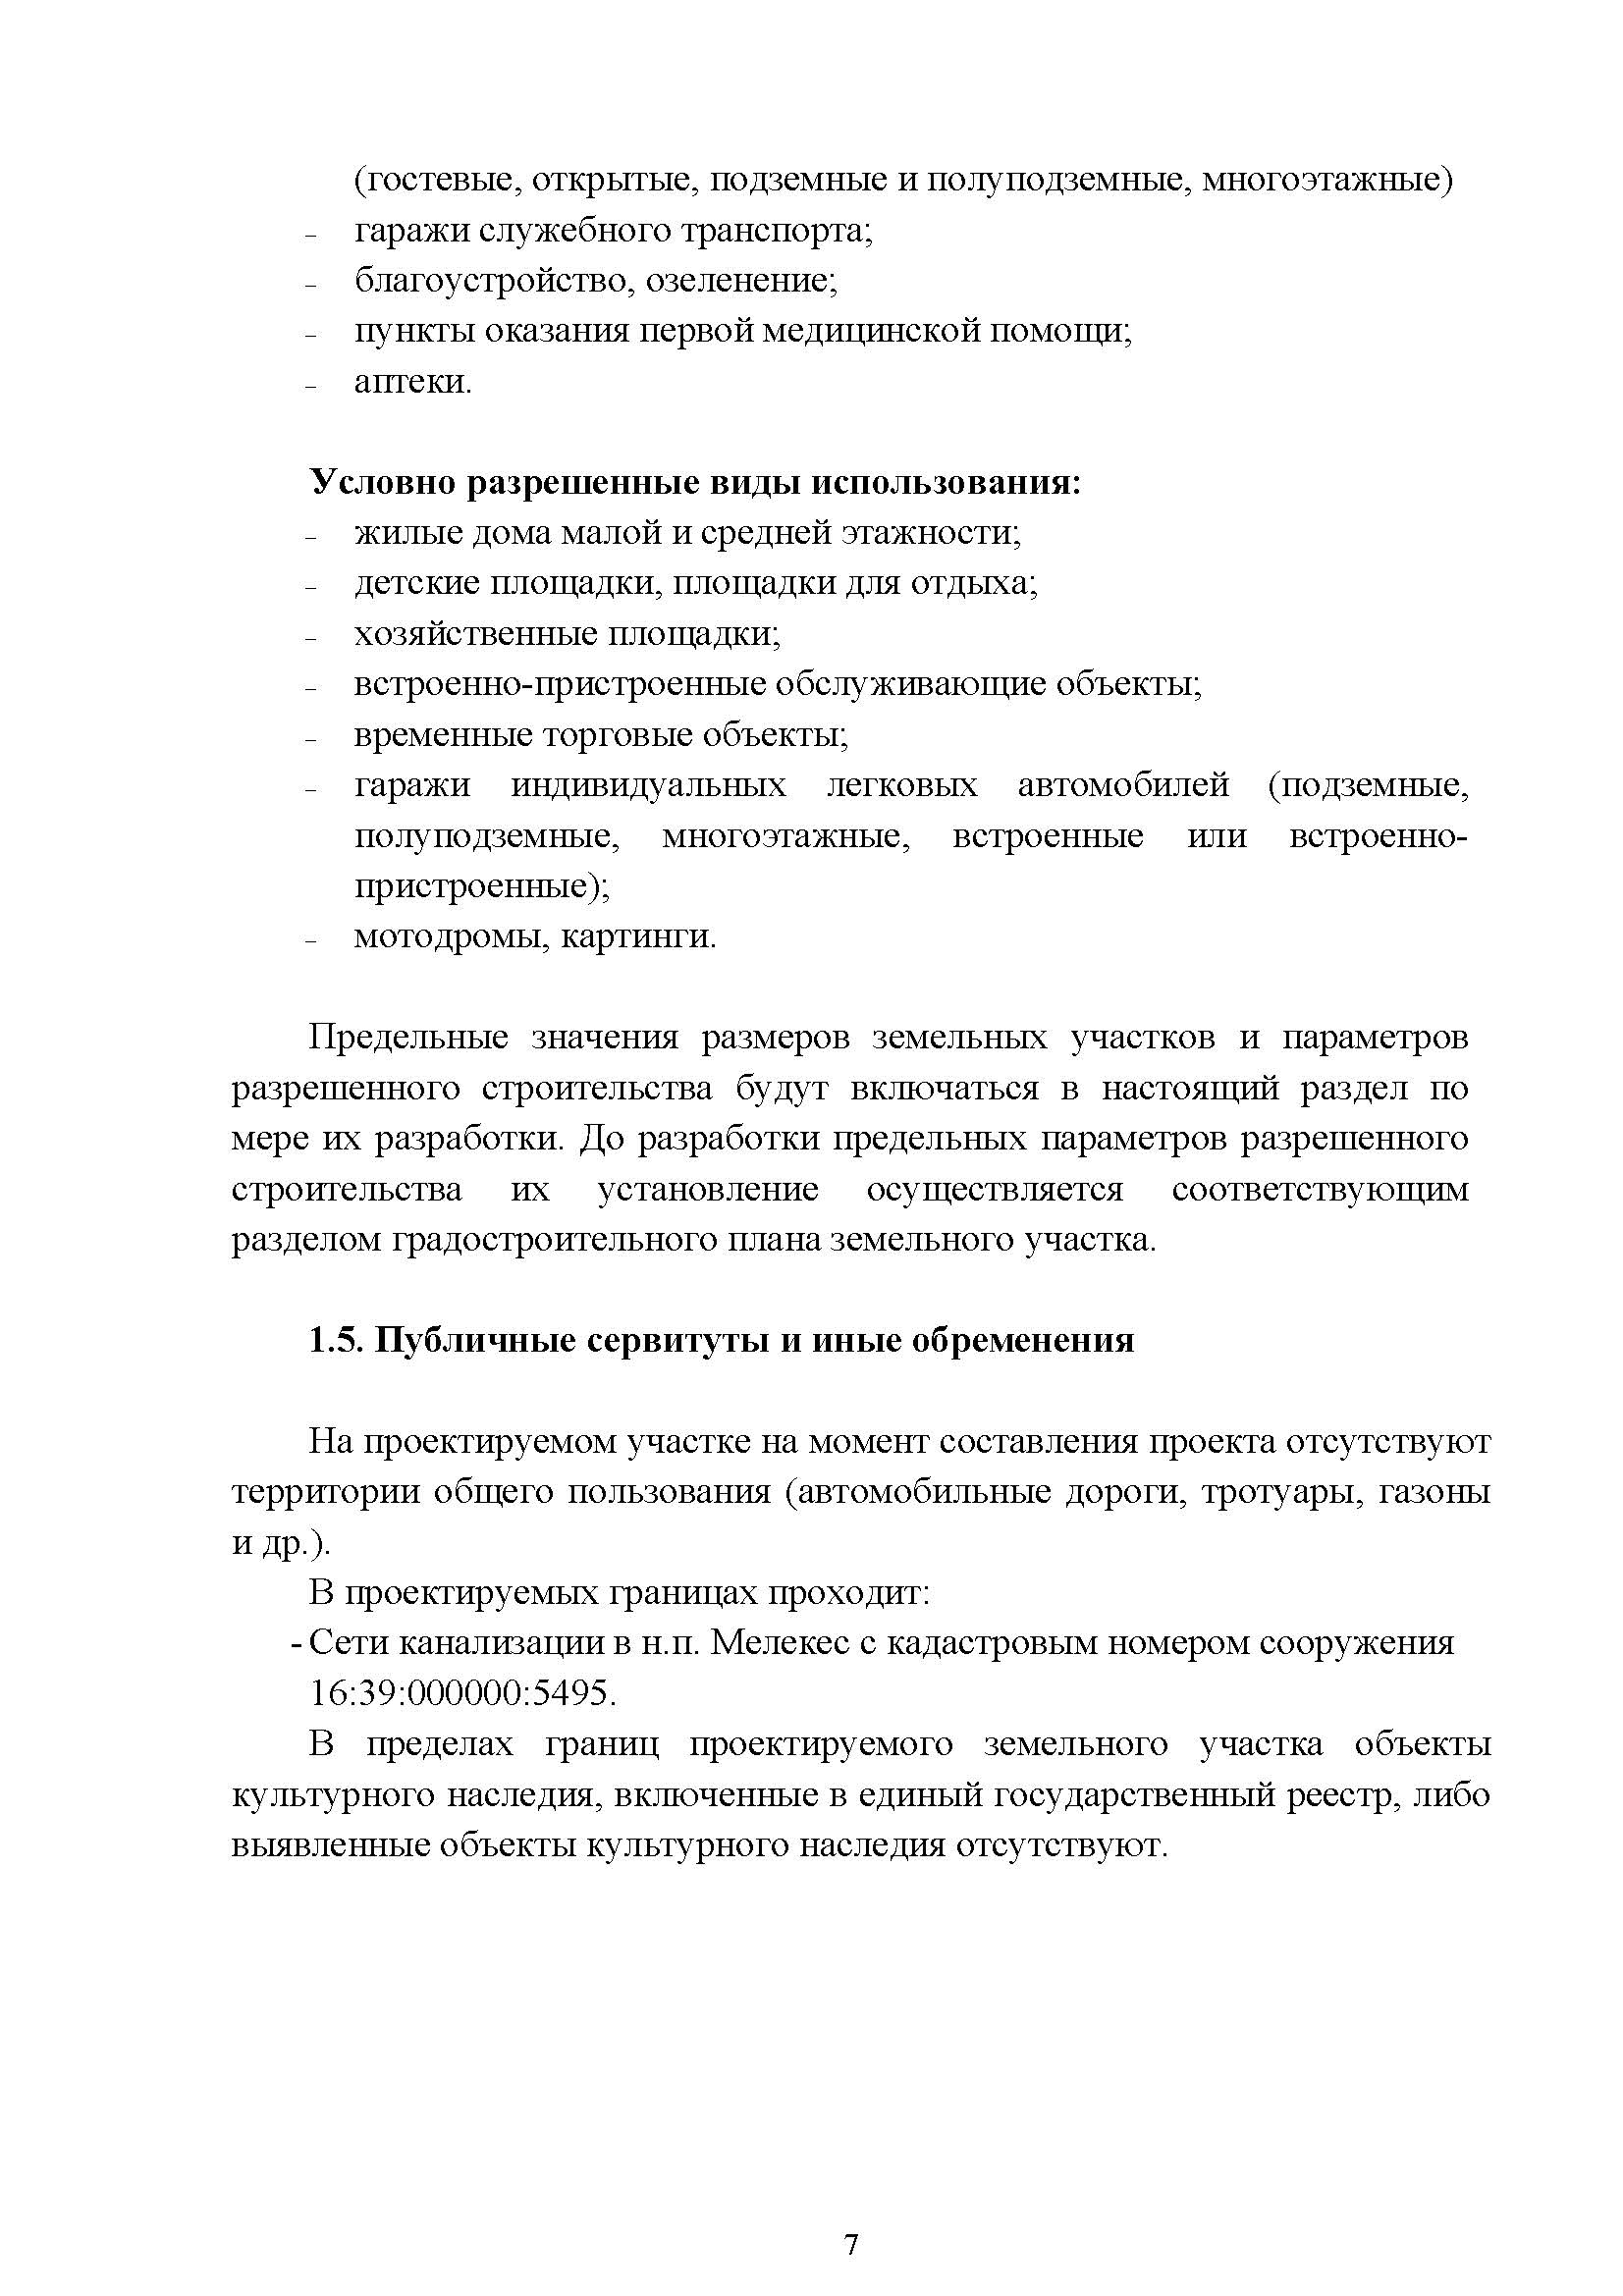 (гостевые, открытые, подземные и полуподземные, многоэтажные)
- гаражи служебного транспорта;
- благоустройство, озеленение;
- пункты оказания первой медицинской помощи;
- аптеки.
Условно разрешенные виды использования:
- жилые дома малой и средней этажности;
- детские площадки, площадки для отдыха;
- хозяйственные площадки;
- встроенно-пристроенные обслуживающие объекты;
- временные торговые объекты;
- гаражи индивидуальных легковых автомобилей (подземные,
полуподземные, многоэтажные, встроенные или встроенно-
пристроенные);
- мотодромы, картинги.
Предельные значения размеров земельных участков и параметров
разрешенного строительства будут включаться в настоящий раздел по
мере их разработки. До разработки предельных параметров разрешенного
строительства их установление осуществляется соответствующим
разделом градостроительного плана земельного участка.
1.5. Публичные сервитуты и иные обременения
На проектируемом участке на момент составления проекта отсутствуют
территории общего пользования (автомобильные дороги, тротуары, газоны
и др.).
В проектируемых границах проходит:
- Сети канализации в н.п. Мелекес с кадастровым номером сооружения
16:39:000000:5495.
В пределах границ проектируемого земельного участка объекты
культурного наследия, включенные в единый государственный реестр, либо
выявленные объекты культурного наследия отсутствуют.
7